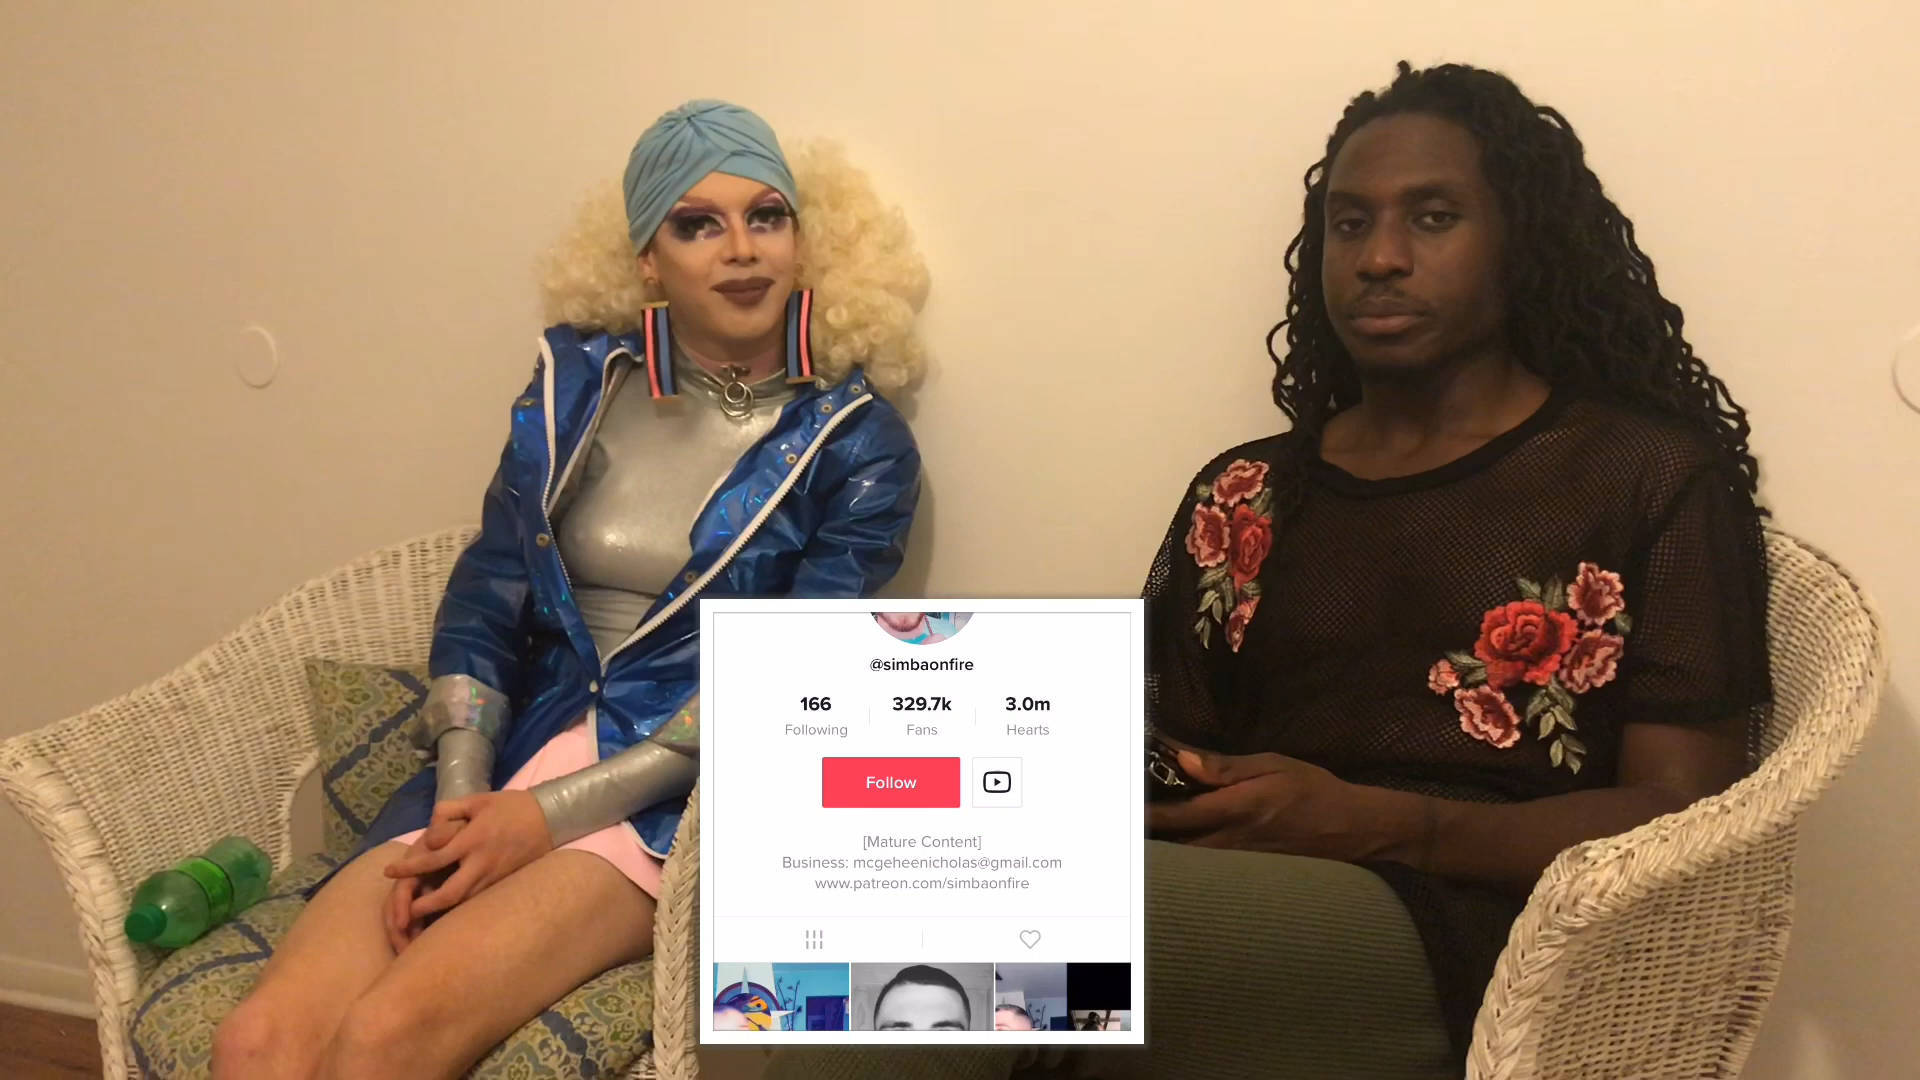 @simbaonfire
166 329.7k 3.0m
Following Fans Hearts
Follow
[Mature Content]
Business: mcgeheenicholas@gmail.com
www.patreon.com/simbaonfire